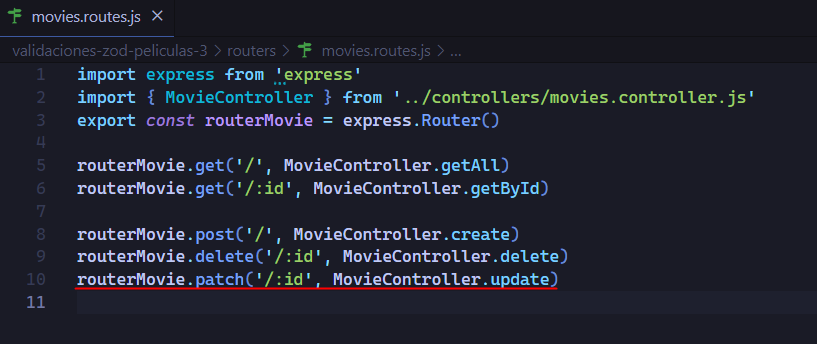 movies.routes.js ×
validaciones-zod-peliculas-3 > routers > movies.routes.js > ...
1 import express from 'express'
2 import { MovieController } from '../controllers/movies.controller.js'
3 export const routerMovie = express.Router()
4
5 routerMovie.get('/', MovieController.getAll)
6 routerMovie.get('/:id', MovieController.getById)
7
8 routerMovie.post('/', MovieController.create)
9 routerMovie.delete('/:id', MovieController.delete)
10 routerMovie.patch('/:id', MovieController.update)
11